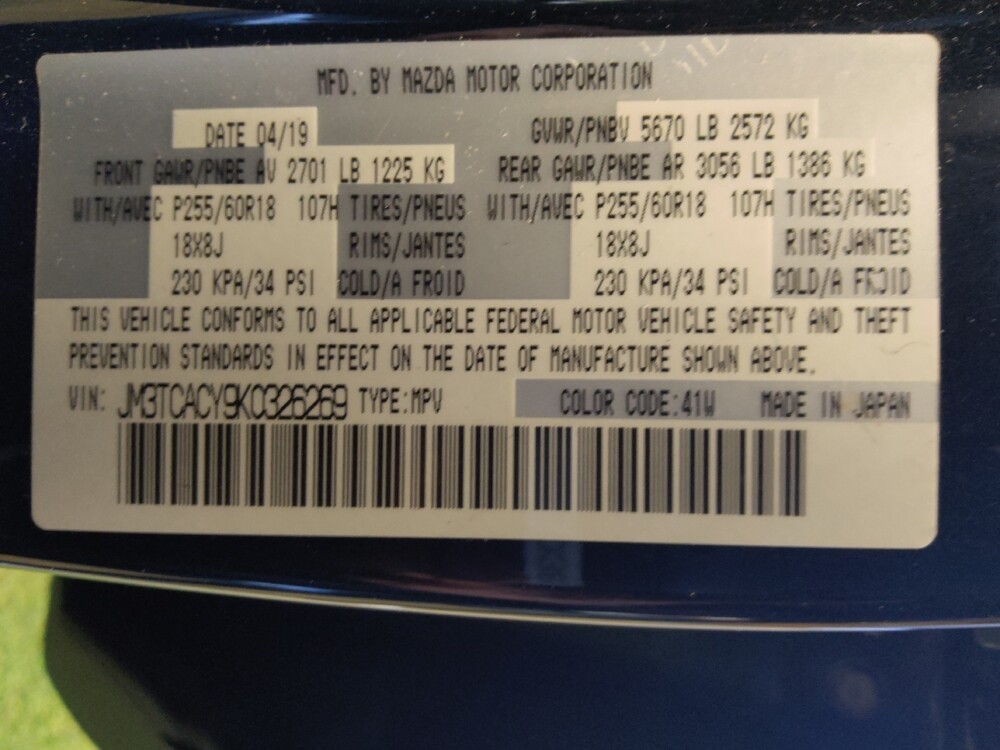 MFD. BY MAZDA MOTOR CORPORATION
DATE 04/19 GVWR/PNBV 5670 LB 2572 KG
FRONT GAWR/PNBE AV 2701 LB 1225 KG REAR GAWR/PNBE AR 3056 LB 1386 KG
WITH/AVEC P255/60R18 107H TIRES/PNEUS WITH/AVEC P255/60R18 107H TIRES/PNEUS
18X8J RIMS/JANTES 18X8J RIMS/JANTES
230 KPA/34 PSI COLD/A FROID 230 KPA/34 PSI COLD/A FROID
THIS VEHICLE CONFORMS TO ALL APPLICABLE FEDERAL MOTOR VEHICLE SAFETY AND THEFT
PREVENTION STANDARDS IN EFFECT ON THE DATE OF MANUFACTURE SHOWN ABOVE.
VIN: JM3TCACY9K0326269 TYPE:MPV COLOR CODE:41W MADE IN JAPAN